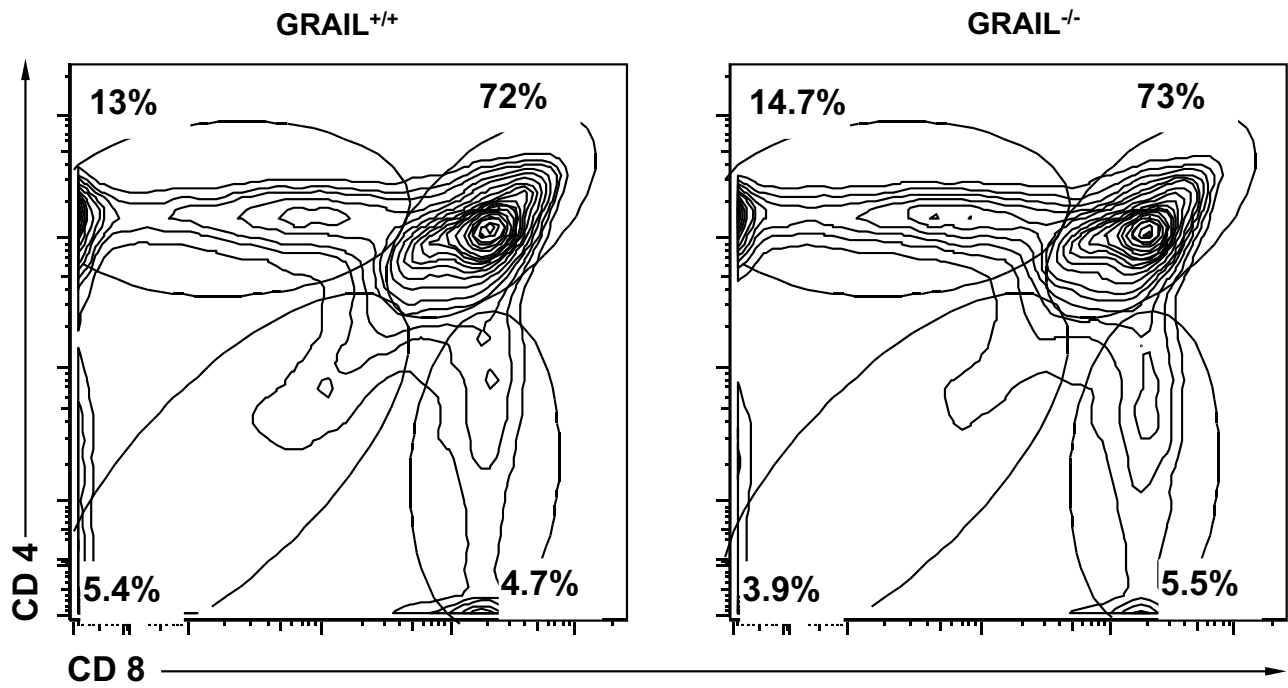 GRAIL+/+
GRAIL-/-
13%
72%
14.7%
73%
5.4%
4.7%
3.9%
5.5%
CD 4
CD 8